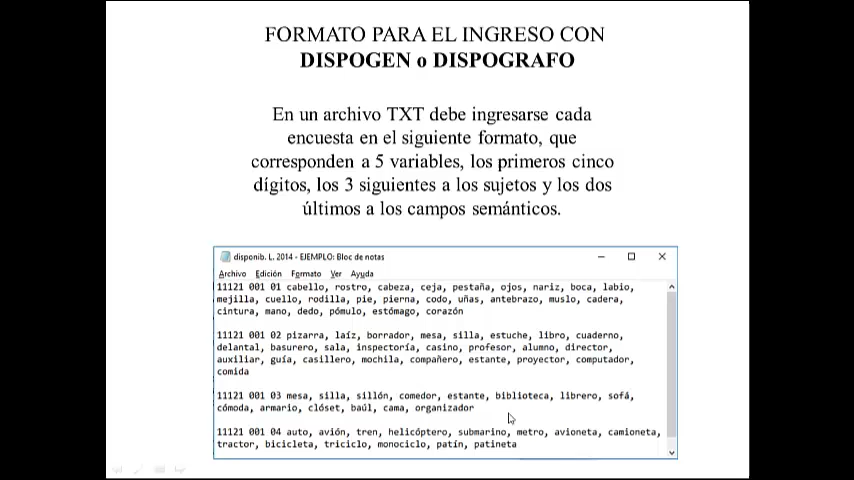 FORMATO PARA EL INGRESO CON
DISPOGEN o DISPOGRAFO
En un archivo TXT debe ingresarse cada
encuesta en el siguiente formato, que
corresponden a 5 variables, los primeros cinco
dígitos, los 3 siguientes a los sujetos y los dos
últimos a los campos semánticos.
disponib. L. 2014 - EJEMPLO: Bloc de notas
Archivo Edición Formato Ver Ayuda
11121 001 01 cabello, rostro, cabeza, ceja, pestaña, ojos, nariz, boca, labio,
mejilla, cuello, rodilla, pie, pierna, codo, uñas, antebrazo, muslo, cadera,
cintura, mano, dedo, pómulo, estómago, corazón
11121 001 02 pizarra, laíz, borrador, mesa, silla, estuche, libro, cuaderno,
delantal, basurero, sala, inspectoría, casino, profesor, alumno, director,
auxiliar, guía, casillero, mochila, compañero, estante, proyector, computador,
comida
11121 001 03 mesa, silla, sillón, comedor, estante, biblioteca, librero, sofá,
cómoda, armario, clóset, baúl, cama, organizador
11121 001 04 auto, avión, tren, helicóptero, submarino, metro, avioneta, camioneta,
tractor, bicicleta, triciclo, monociclo, patín, patineta